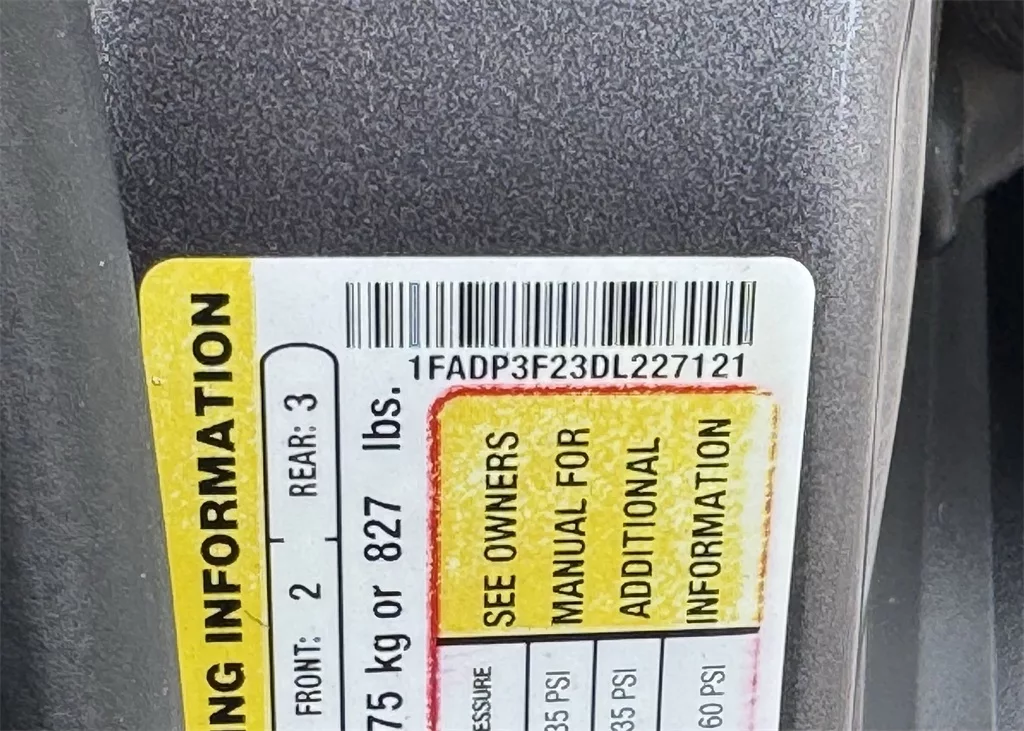 1FADP3F23DL227121
ING INFORMATION
FRONT: 2 REAR: 3
75 kg or 827 lbs.
SEE OWNERS
MANUAL FOR
ADDITIONAL
INFORMATION
ESSURE
35 PSI
35 PSI
60 PSI